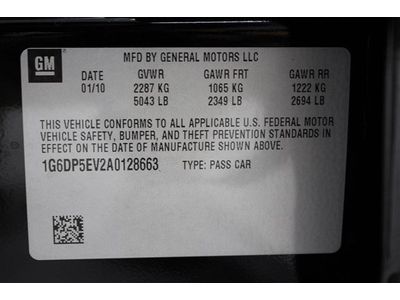 GM
MFD BY GENERAL MOTORS LLC
DATE GVWR GAWR FRT GAWR RR
01/10 2287 KG 1065 KG 1222 KG
5043 LB 2349 LB 2694 LB
THIS VEHICLE CONFORMS TO ALL APPLICABLE U.S. FEDERAL MOTOR
VEHICLE SAFETY, BUMPER, AND THEFT PREVENTION STANDARDS IN
EFFECT ON THE DATE OF MANUFACTURE SHOWN ABOVE.
1G6DP5EV2A0128663 TYPE: PASS CAR